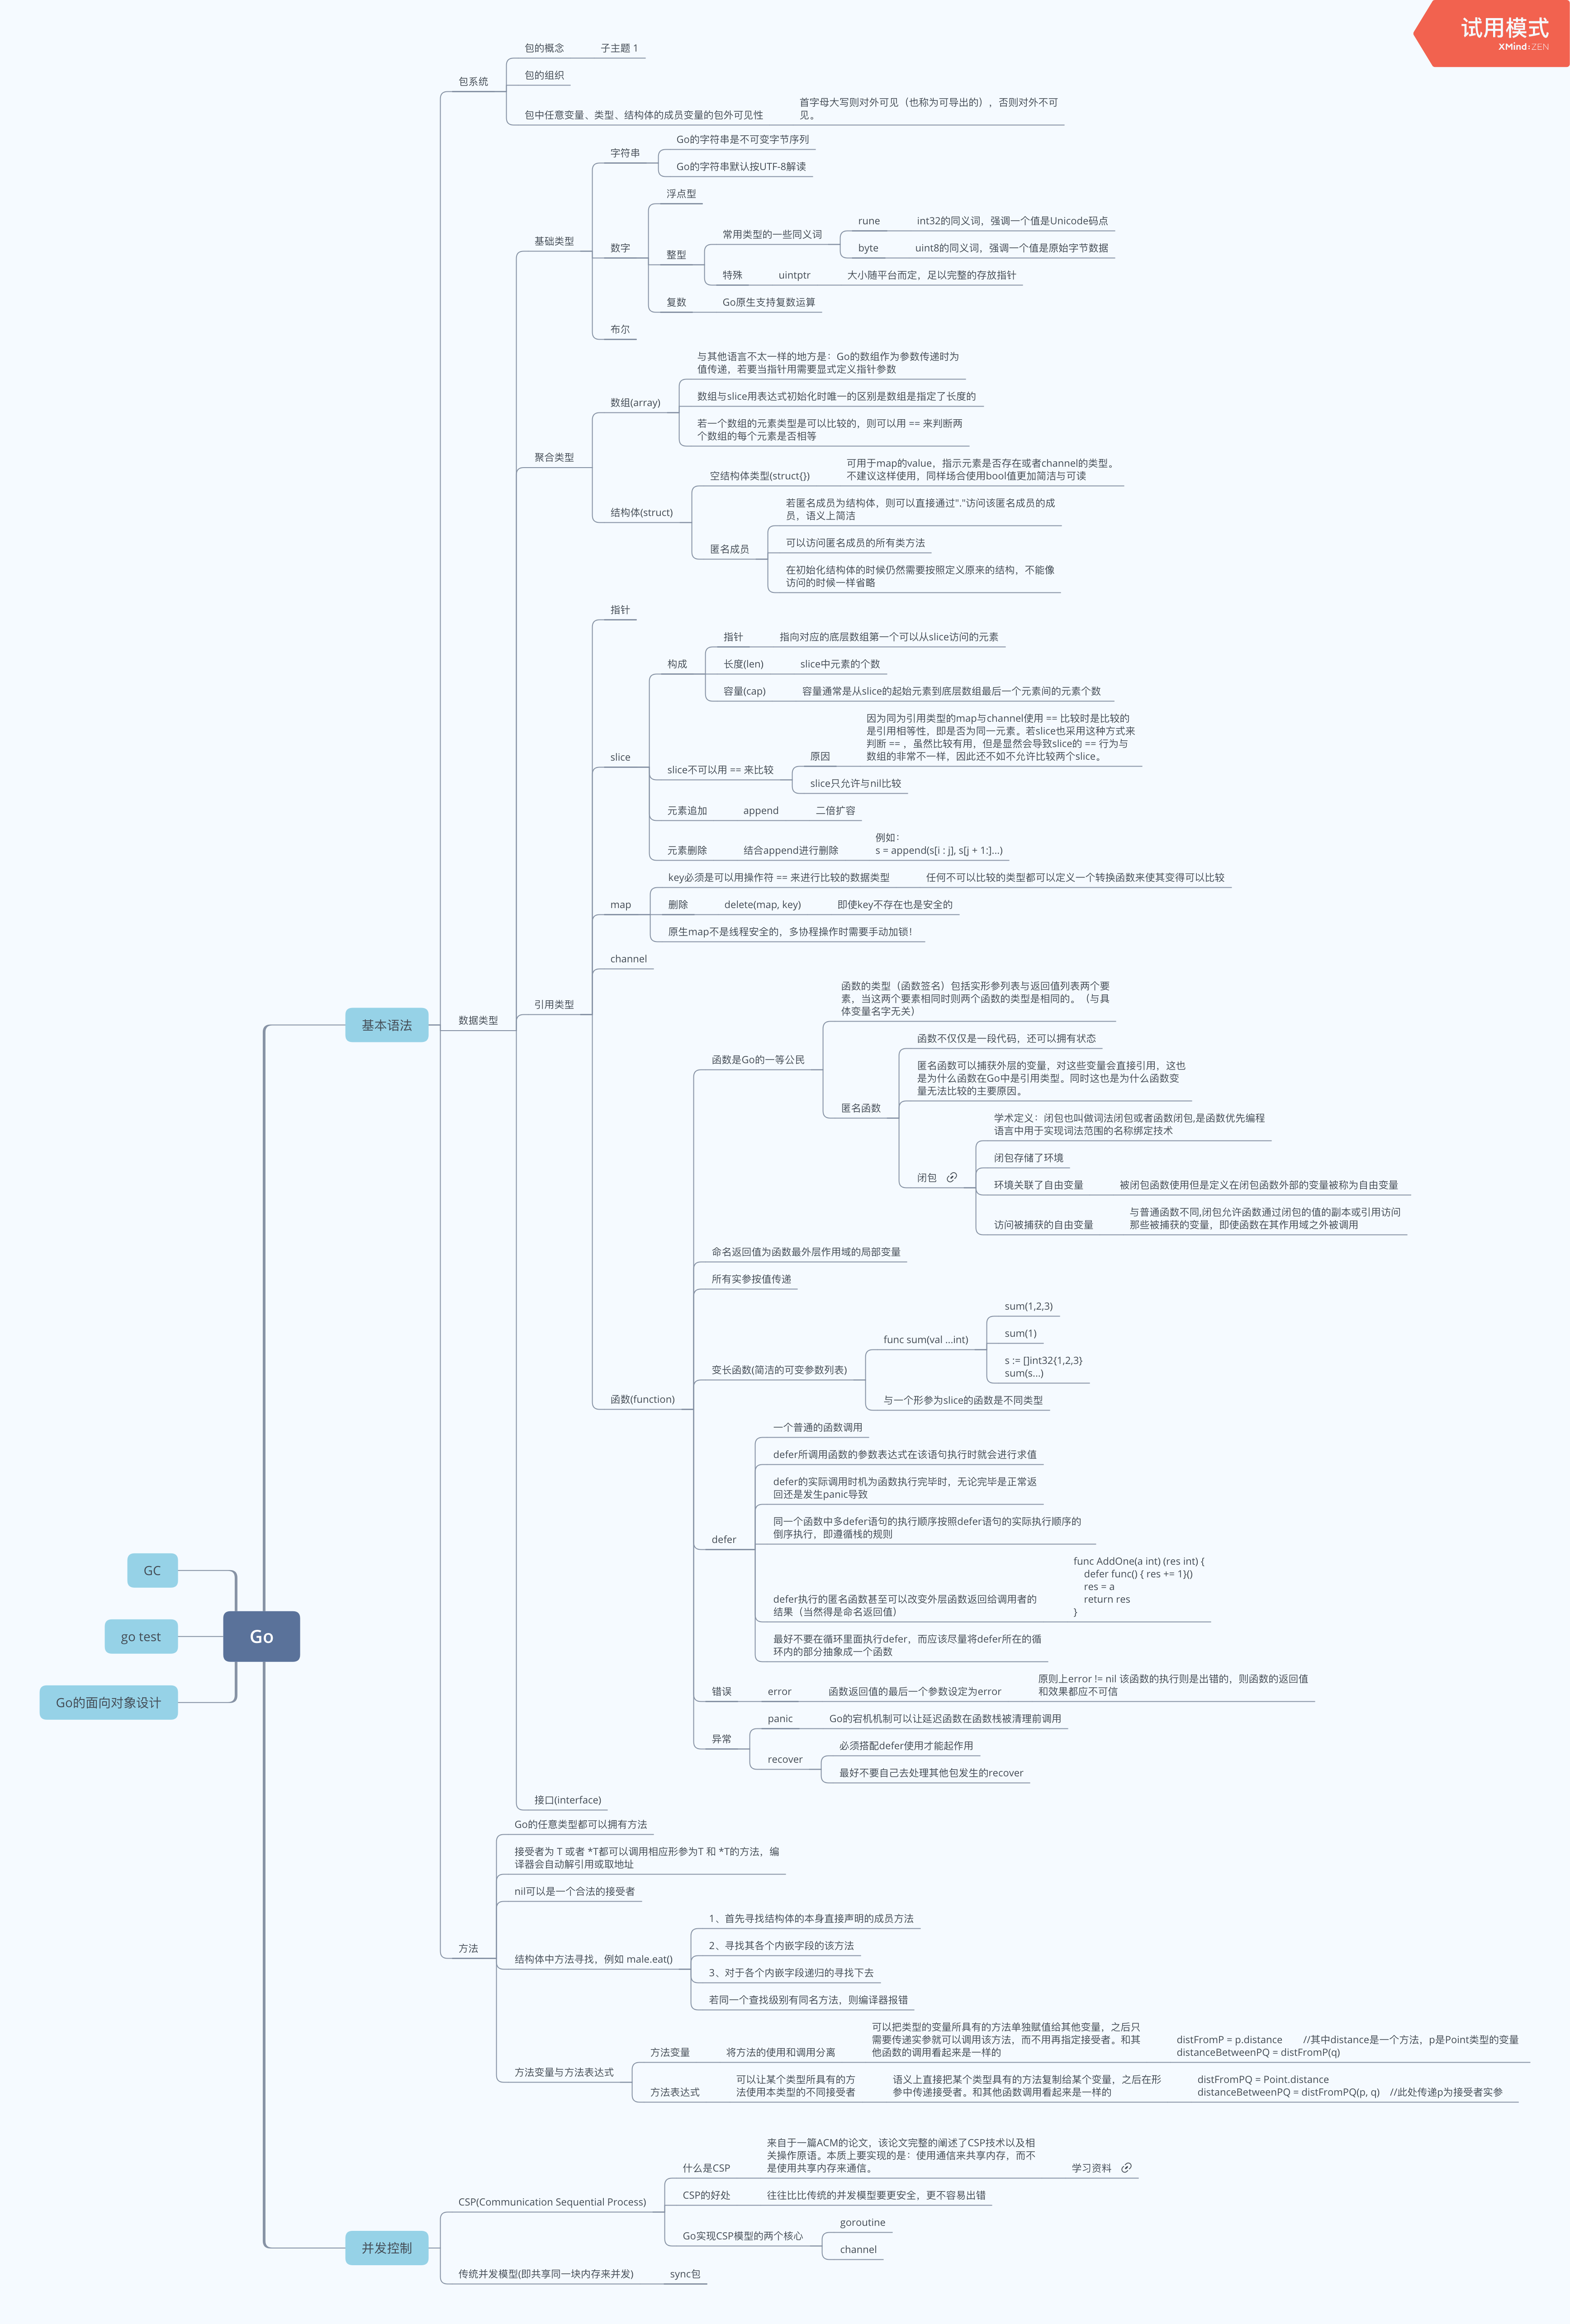 试用模式
XMind:ZEN
包系统
包的概念
子主题 1
包的组织
包中任意变量、类型、结构体的成员变量的包外可见性
首字母大写则对外可见（也称为可导出的），否则对外不可
见。
基础类型
字符串
Go的字符串是不可变字节序列
Go的字符串默认按UTF-8解读
数字
浮点型
整型
常用类型的一些同义词
rune
int32的同义词，强调一个值是Unicode码点
byte
uint8的同义词，强调一个值是原始字节数据
特殊
uintptr
大小随平台而定，足以完整的存放指针
复数
Go原生支持复数运算
布尔
聚合类型
数组(array)
与其他语言不太一样的地方是：Go的数组作为参数传递时为
值传递，若要当指针用需要显式定义指针参数
数组与slice用表达式初始化时唯一的区别是数组是指定了长度的
若一个数组的元素类型是可以比较的，则可以用 == 来判断两
个数组的每个元素是否相等
结构体(struct)
空结构体类型(struct{})
可用于map的value，指示元素是否存在或者channel的类型。
不建议这样使用，同样场合使用bool值更加简洁与可读
匿名成员
若匿名成员为结构体，则可以直接通过"."访问该匿名成员的成
员，语义上简洁
可以访问匿名成员的所有类方法
在初始化结构体的时候仍然需要按照定义原来的结构，不能像
访问的时候一样省略
基本语法
数据类型
引用类型
指针
slice
构成
指针
指向对应的底层数组第一个可以从slice访问的元素
长度(len)
slice中元素的个数
容量(cap)
容量通常是从slice的起始元素到底层数组最后一个元素间的元素个数
slice不可以用 == 来比较
原因
因为同为引用类型的map与channel使用 == 比较时是比较的
是引用相等性，即是否为同一元素。若slice也采用这种方式来
判断 == ，虽然比较有用，但是显然会导致slice的 == 行为与
数组的非常不一样，因此还不如不允许比较两个slice。
slice只允许与nil比较
元素追加
append
二倍扩容
元素删除
结合append进行删除
例如：
s = append(s[i : j], s[j + 1:]...)
map
key必须是可以用操作符 == 来进行比较的数据类型
任何不可以比较的类型都可以定义一个转换函数来使其变得可以比较
删除
delete(map, key)
即使key不存在也是安全的
原生map不是线程安全的，多协程操作时需要手动加锁！
channel
函数(function)
函数是Go的一等公民
函数的类型（函数签名）包括实形参列表与返回值列表两个要
素，当这两个要素相同时则两个函数的类型是相同的。（与具
体变量名字无关）
匿名函数
函数不仅仅是一段代码，还可以拥有状态
匿名函数可以捕获外层的变量，对这些变量会直接引用，这也
是为什么函数在Go中是引用类型。同时这也是为什么函数变
量无法比较的主要原因。
闭包
学术定义：闭包也叫做词法闭包或者函数闭包,是函数优先编程
语言中用于实现词法范围的名称绑定技术
闭包存储了环境
环境关联了自由变量
被闭包函数使用但是定义在闭包函数外部的变量被称为自由变量
访问被捕获的自由变量
与普通函数不同,闭包允许函数通过闭包的值的副本或引用访问
那些被捕获的变量，即使函数在其作用域之外被调用
命名返回值为函数最外层作用域的局部变量
所有实参按值传递
变长函数(简洁的可变参数列表)
func sum(val ...int)
sum(1,2,3)
sum(1)
s := []int32{1,2,3}
sum(s...)
与一个形参为slice的函数是不同类型
defer
一个普通的函数调用
defer所调用函数的参数表达式在该语句执行时就会进行求值
defer的实际调用时机为函数执行完毕时，无论完毕是正常返
回还是发生panic导致
同一个函数中多defer语句的执行顺序按照defer语句的实际执行顺序的
倒序执行，即遵循栈的规则
defer执行的匿名函数甚至可以改变外层函数返回给调用者的
结果（当然得是命名返回值）
func AddOne(a int) (res int) {
defer func() { res += 1}()
res = a
return res
}
最好不要在循环里面执行defer，而应该尽量将defer所在的循
环内的部分抽象成一个函数
错误
error
函数返回值的最后一个参数设定为error
原则上error != nil 该函数的执行则是出错的，则函数的返回值
和效果都应不可信
异常
panic
Go的宕机机制可以让延迟函数在函数栈被清理前调用
recover
必须搭配defer使用才能起作用
最好不要自己去处理其他包发生的recover
接口(interface)
GC
go test
Go
Go的面向对象设计
方法
Go的任意类型都可以拥有方法
接受者为 T 或者 *T都可以调用相应形参为T 和 *T的方法，编
译器会自动解引用或取地址
nil可以是一个合法的接受者
结构体中方法寻找，例如 male.eat()
1、首先寻找结构体的本身直接声明的成员方法
2、寻找其各个内嵌字段的该方法
3、对于各个内嵌字段递归的寻找下去
若同一个查找级别有同名方法，则编译器报错
方法变量与方法表达式
方法变量
将方法的使用和调用分离
可以把类型的变量所具有的方法单独赋值给其他变量，之后只
需要传递实参就可以调用该方法，而不用再指定接受者。和其
他函数的调用看起来是一样的
distFromP = p.distance //其中distance是一个方法，p是Point类型的变量
distanceBetweenPQ = distFromP(q)
方法表达式
可以让某个类型所具有的方
法使用本类型的不同接受者
语义上直接把某个类型具有的方法复制给某个变量，之后在形
参中传递接受者。和其他函数调用看起来是一样的
distFromPQ = Point.distance
distanceBetweenPQ = distFromPQ(p, q) //此处传递p为接受者实参
并发控制
CSP(Communication Sequential Process)
什么是CSP
来自于一篇ACM的论文，该论文完整的阐述了CSP技术以及相
关操作原语。本质上要实现的是：使用通信来共享内存，而不
是使用共享内存来通信。
学习资料
CSP的好处
往往比比传统的并发模型要更安全，更不容易出错
Go实现CSP模型的两个核心
goroutine
channel
传统并发模型(即共享同一块内存来并发)
sync包